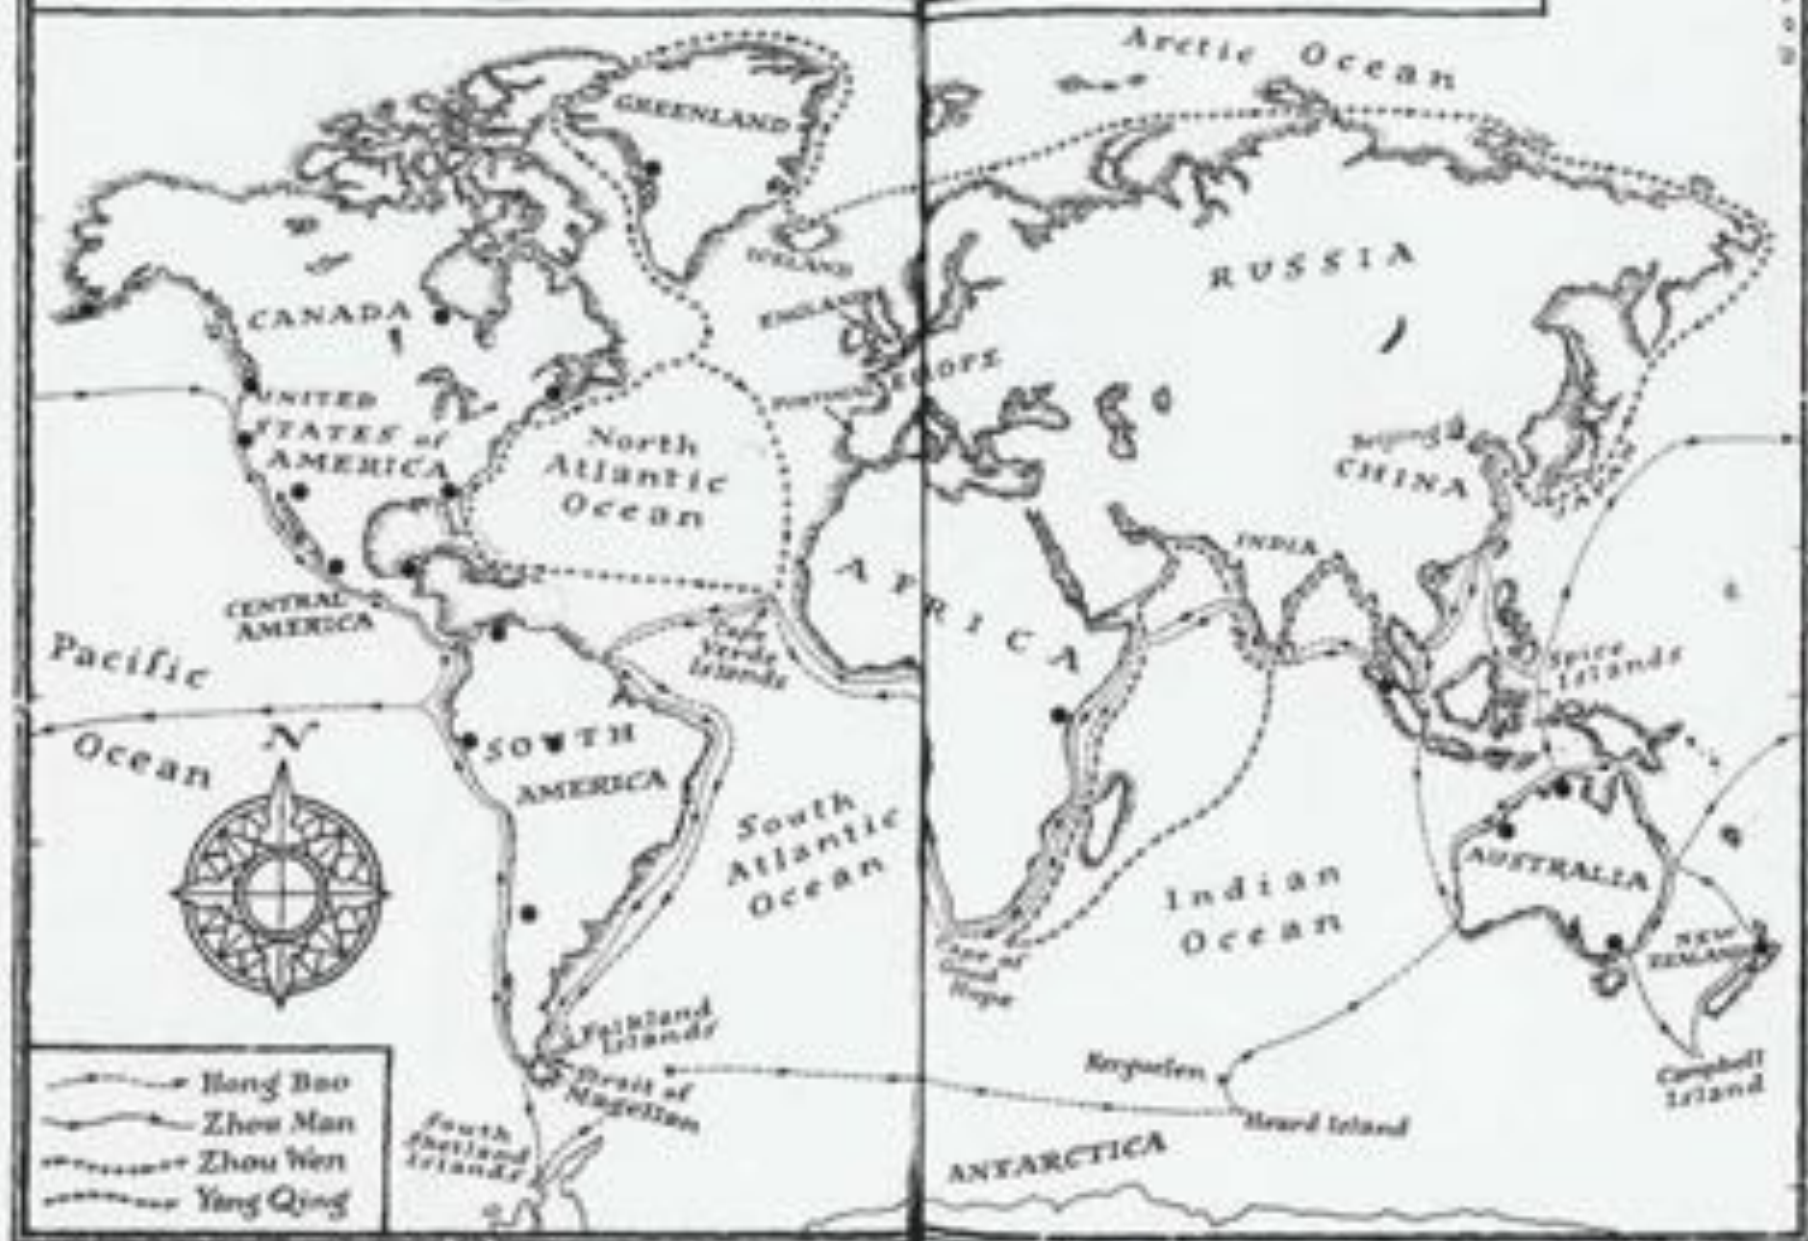 Arctic Ocean
GREENLAND
ICELAND
RUSSIA
CANADA
ENGLAND
EUROPE
PORTUGAL
UNITED
STATES of
AMERICA
North
Atlantic
Ocean
Beijing
CHINA
JAPAN
INDIA
AFRICA
CENTRAL
AMERICA
Cape
Verde
Islands
Pacific
Ocean
Spice
Islands
N
SOUTH
AMERICA
South
Atlantic
Ocean
Indian
Ocean
AUSTRALIA
NEW
ZEALAND
Cape of
Good
Hope
Falkland
Islands
Strait of
Magellan
Kerguelen
Heard Island
Campbell
Island
South
Shetland
Islands
ANTARCTICA
Hong Bao
Zhou Man
Zhou Wen
Yang Qing